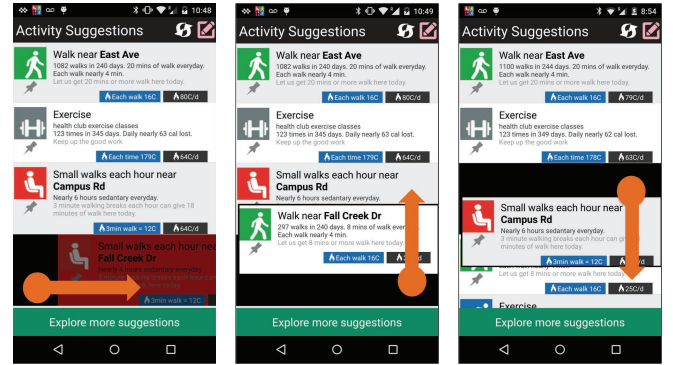 10:48
Activity Suggestions
Walk near East Ave
1082 walks in 240 days. 20 mins of walk everyday.
Each walk nearly 4 min.
Let us get 20 mins or more walk here today.
Each walk 16C
80C/d
Exercise
health club exercise classes
123 times in 345 days. Daily nearly 63 cal lost.
Keep up the good work
Each time 179C
64C/d
Small walks each hour near
Campus Rd
Nearly 6 hours sedantary everyday.
3 minute walking breaks each hour can give 18
minutes of walk here today.
3min walk = 12C
64C/d
Small walks each hour near
Fall Creek Dr
sedantary everyday.
3min walk = 12C
Explore more suggestions
10:49
Activity Suggestions
Walk near East Ave
1082 walks in 240 days. 20 mins of walk everyday.
Each walk nearly 4 min.
Let us get 20 mins or more walk here today.
Each walk 16C
80C/d
Exercise
health club exercise classes
123 times in 345 days. Daily nearly 63 cal lost.
Keep up the good work
Each time 179C
64C/d
Small walks each hour near
Campus Rd
Nearly 6 hours sedantary everyday.
Walk near Fall Creek Dr
297 walks in 240 days. 8 mins of walk everyday.
Each walk nearly 4 min.
Let us get 8 mins or more walk here today.
Each walk 16C
Explore more suggestions
8:54
Activity Suggestions
Walk near East Ave
1100 walks in 244 days. 20 mins of walk everyday.
Each walk nearly 4 min.
Let us get 20 mins or more walk here today.
Each walk 16C
79C/d
Exercise
health club exercise classes
123 times in 349 days. Daily nearly 62 cal lost.
Keep up the good work
Each time 178C
63C/d
Small walks each hour near
Campus Rd
Nearly 6 hours sedantary everyday.
3 minute walking breaks each hour can
minutes of walk here today.
3min walk = 12C
/d
Let us get 8 mins or more walk here today.
Each walk 16C
25C/d
Exercise
Explore more suggestions